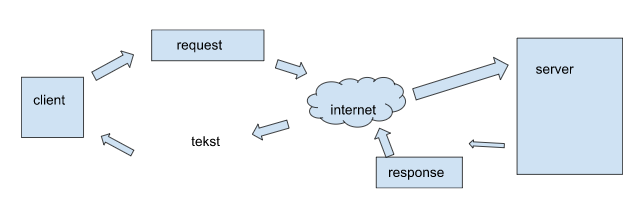 request
server
client
internet
tekst
response